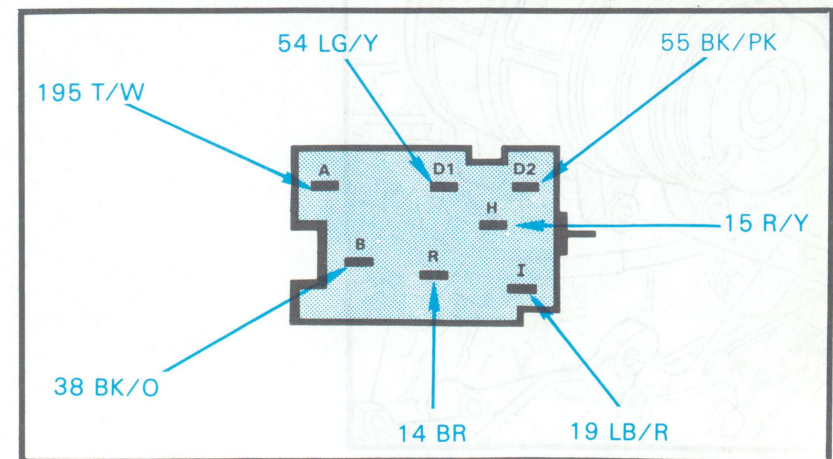 54 LG/Y
55 BK/PK
195 T/W
A
D1
D2
H
15 R/Y
B
R
I
38 BK/O
14 BR
19 LB/R